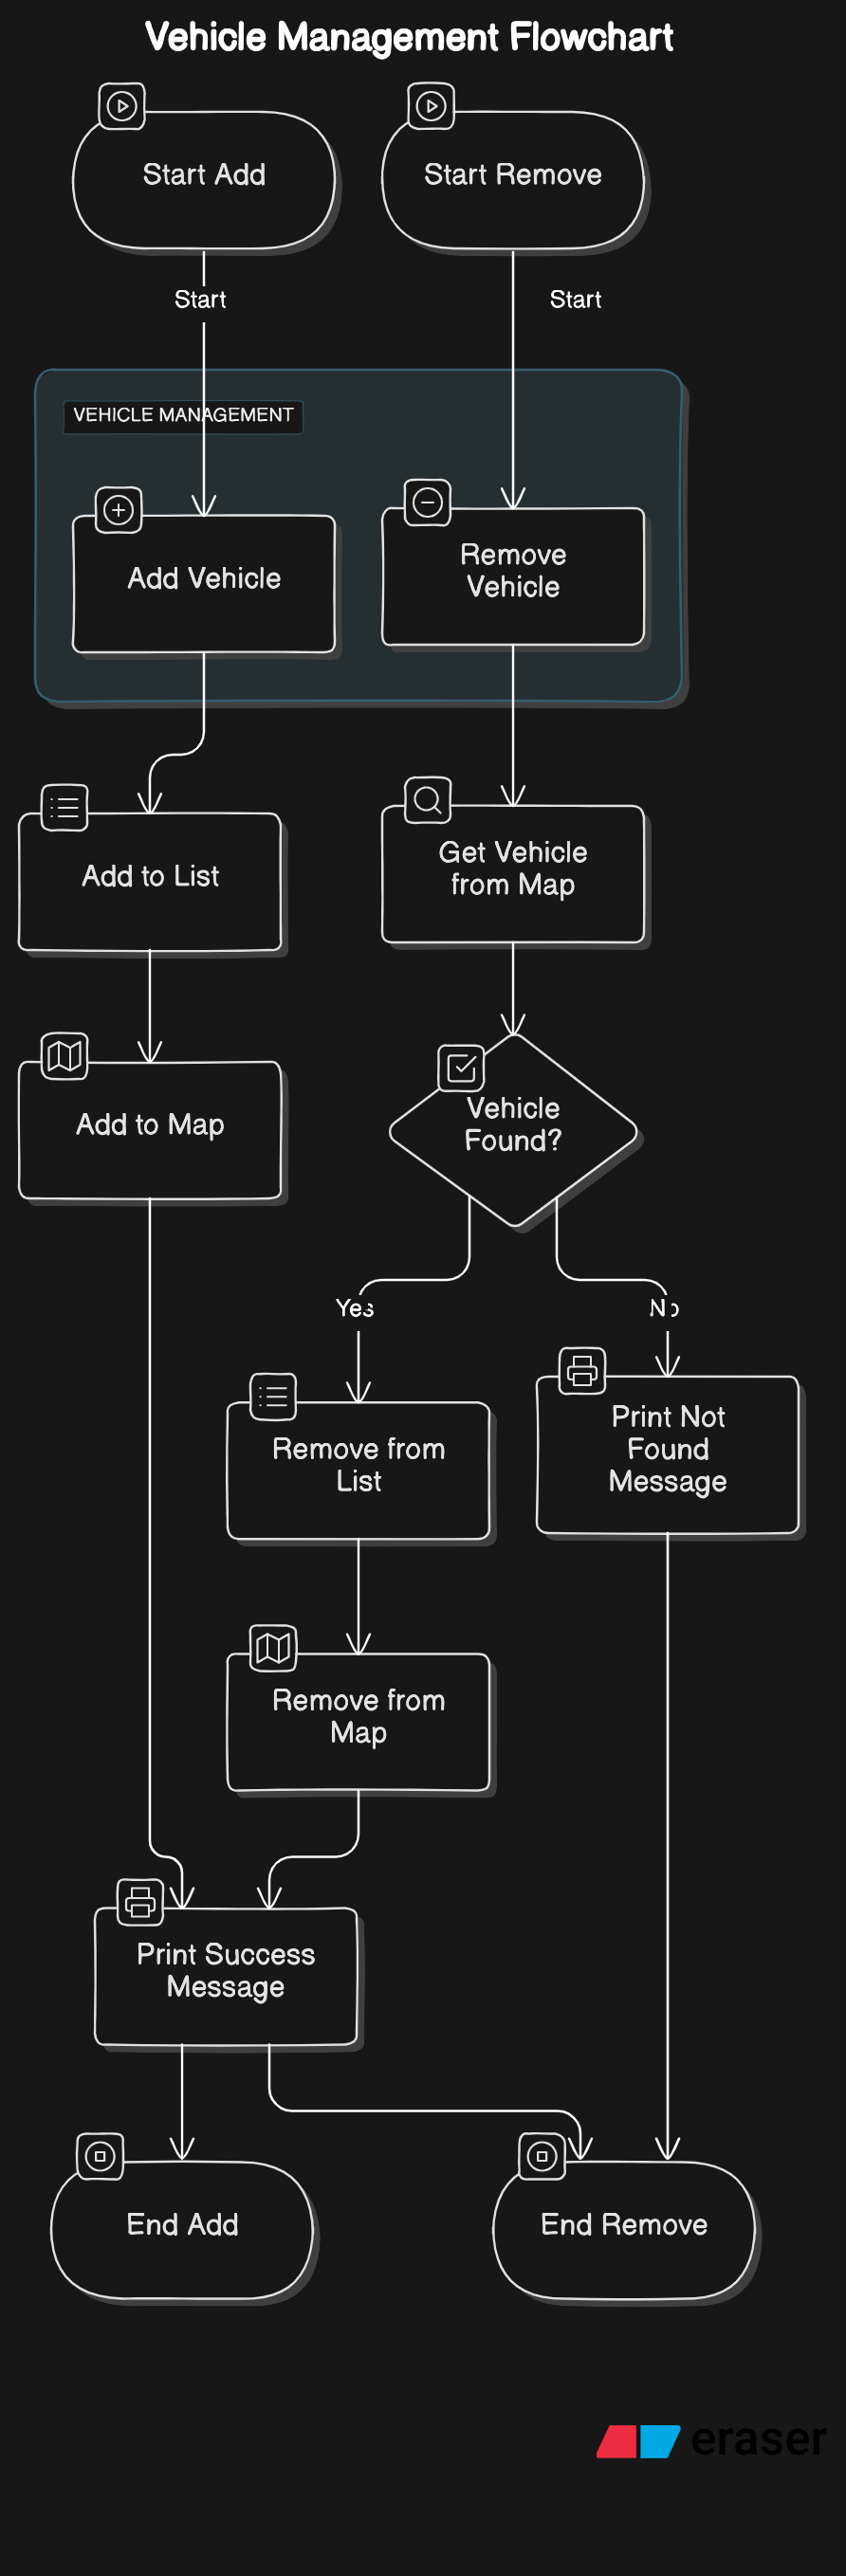 Vehicle Management Flowchart
Start Add
Start Remove
Start
Start
VEHICLE MANAGEMENT
Add Vehicle
Remove
Vehicle
Add to List
Get Vehicle
from Map
Add to Map
Vehicle
Found?
Yes
No
Remove from
List
Print Not
Found
Message
Remove from
Map
Print Success
Message
End Add
End Remove
eraser